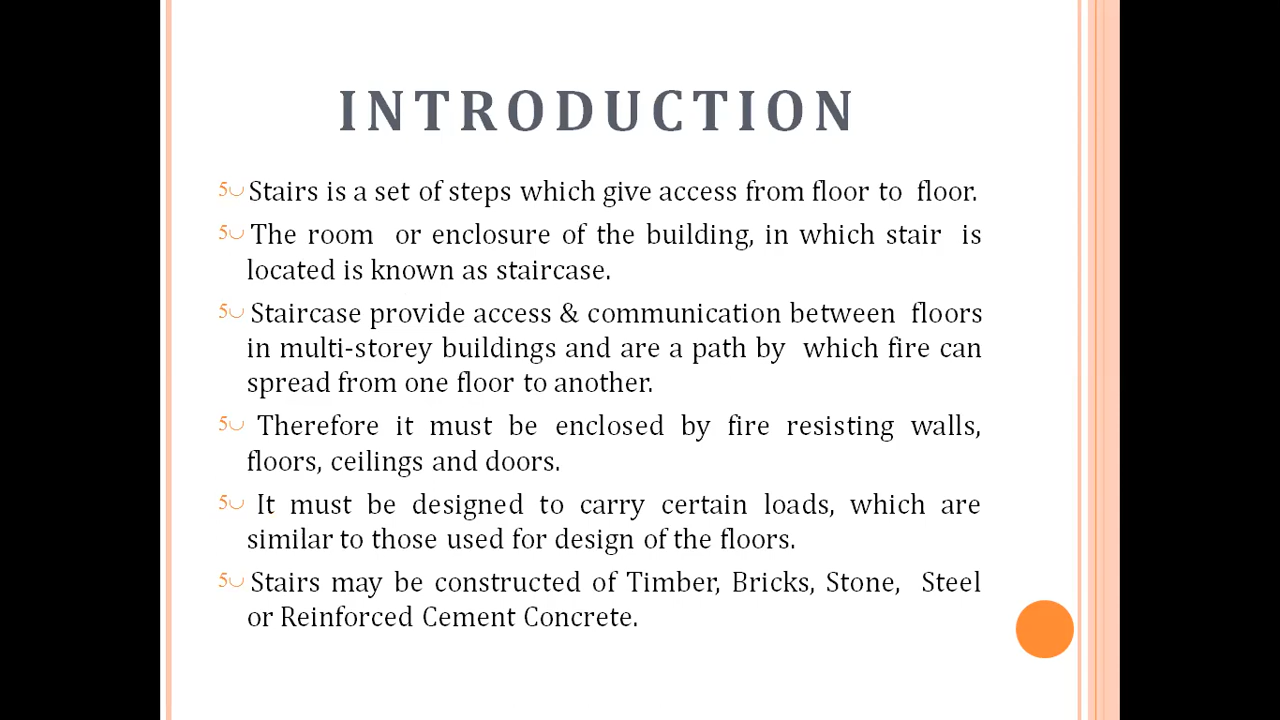 INTRODUCTION
Stairs is a set of steps which give access from floor to floor.
The room or enclosure of the building, in which stair is
located is known as staircase.
Staircase provide access & communication between floors
in multi-storey buildings and are a path by which fire can
spread from one floor to another.
Therefore it must be enclosed by fire resisting walls,
floors, ceilings and doors.
It must be designed to carry certain loads, which are
similar to those used for design of the floors.
Stairs may be constructed of Timber, Bricks, Stone, Steel
or Reinforced Cement Concrete.